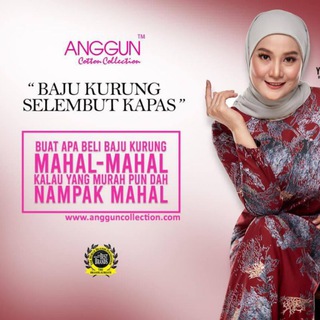 ANGGUN™
Cotton Collection
“ BAJU KURUNG
SELEMBUT KAPAS ”
BUAT APA BELI BAJU KURUNG
MAHAL-MAHAL
KALAU YANG MURAH PUN DAH
NAMPAK MAHAL
www.angguncollection.com